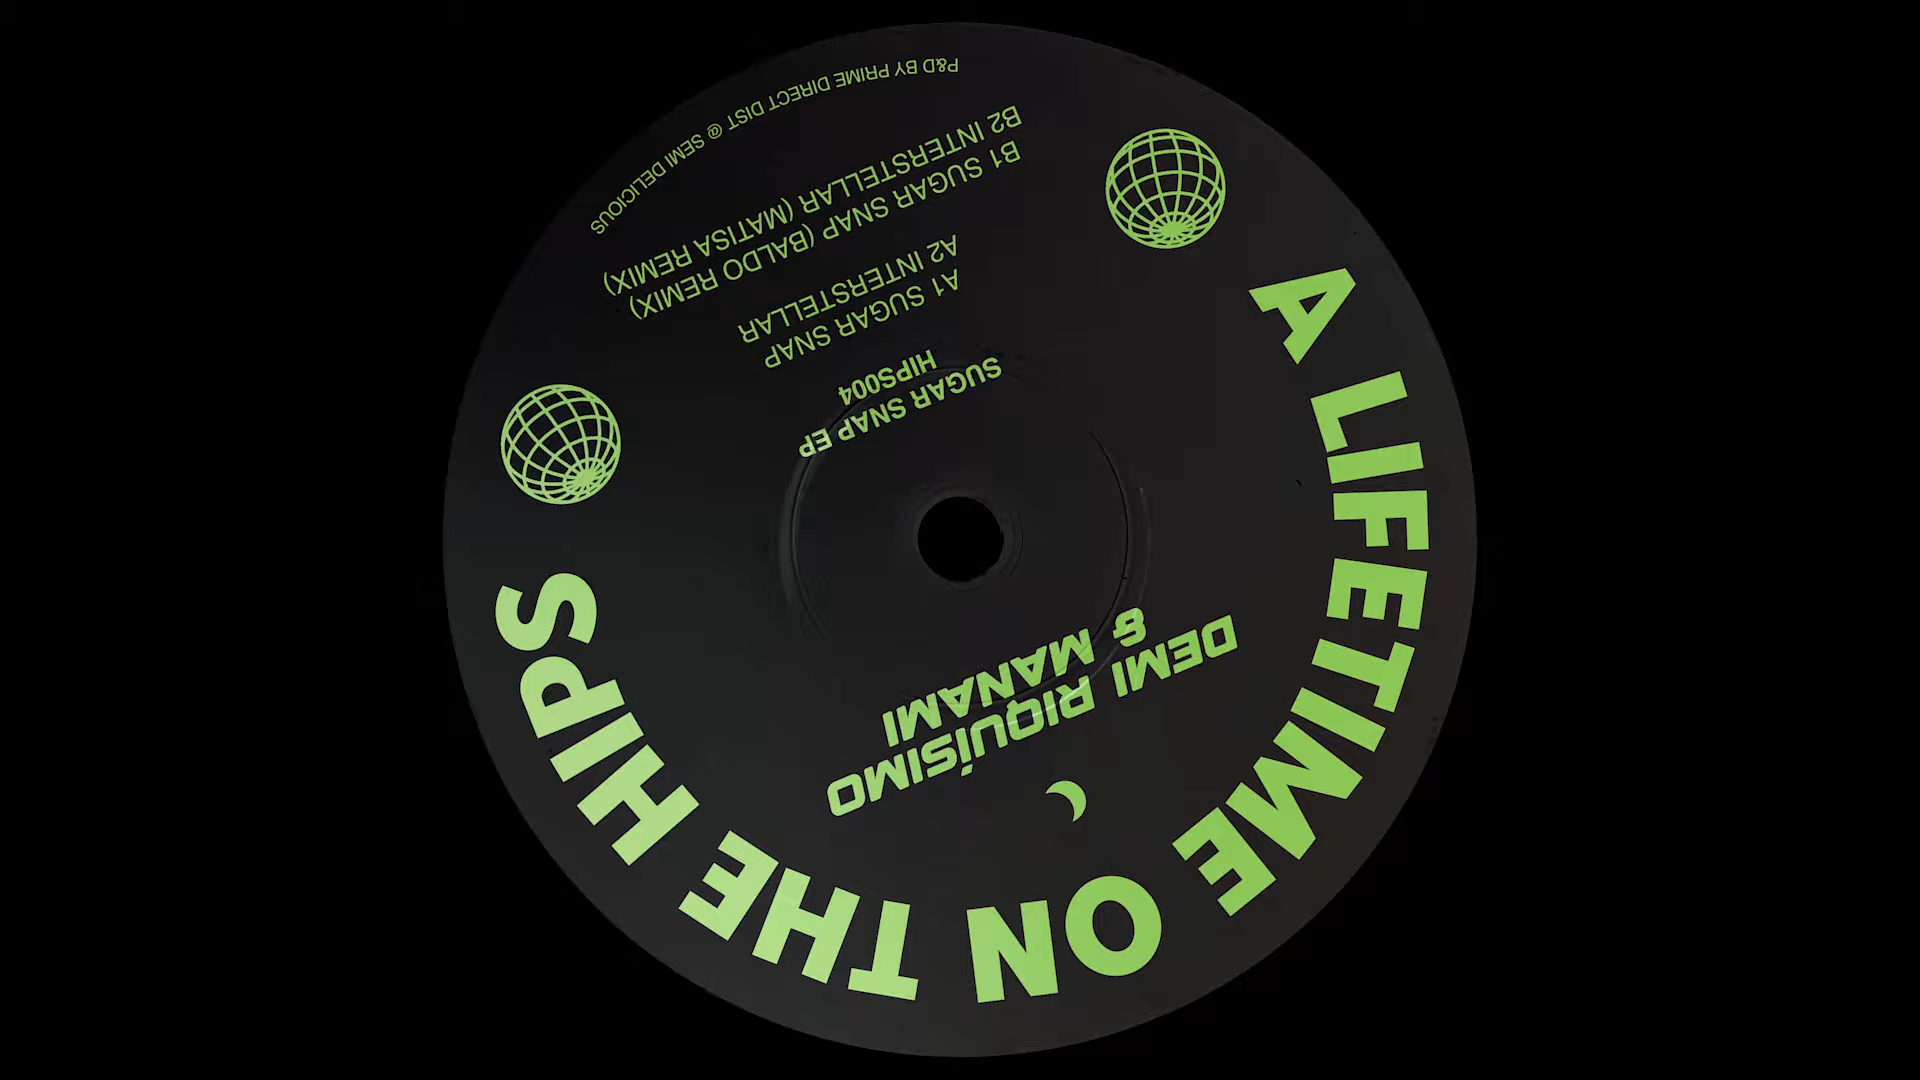 A LIFETIME ON THE HIPS
DEMI RIQUÍSIMO
& MANAMI
SUGAR SNAP EP
HIPS004
A1 SUGAR SNAP
A2 INTERSTELLAR
B1 SUGAR SNAP (BALDO REMIX)
B2 INTERSTELLAR (MATISA REMIX)
P&D BY PRIME DIRECT DIST @ SEMI DELICIOUS